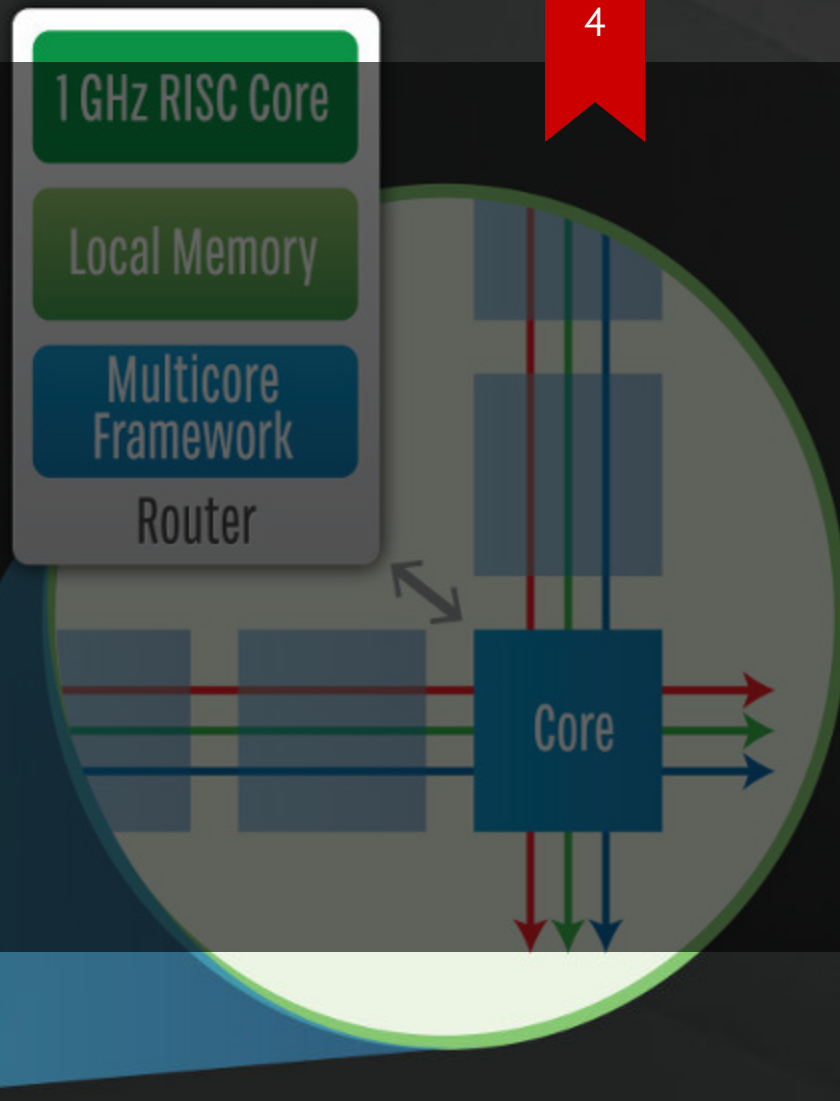 4
1 GHz RISC Core
Local Memory
Multicore
Framework
Router
Core